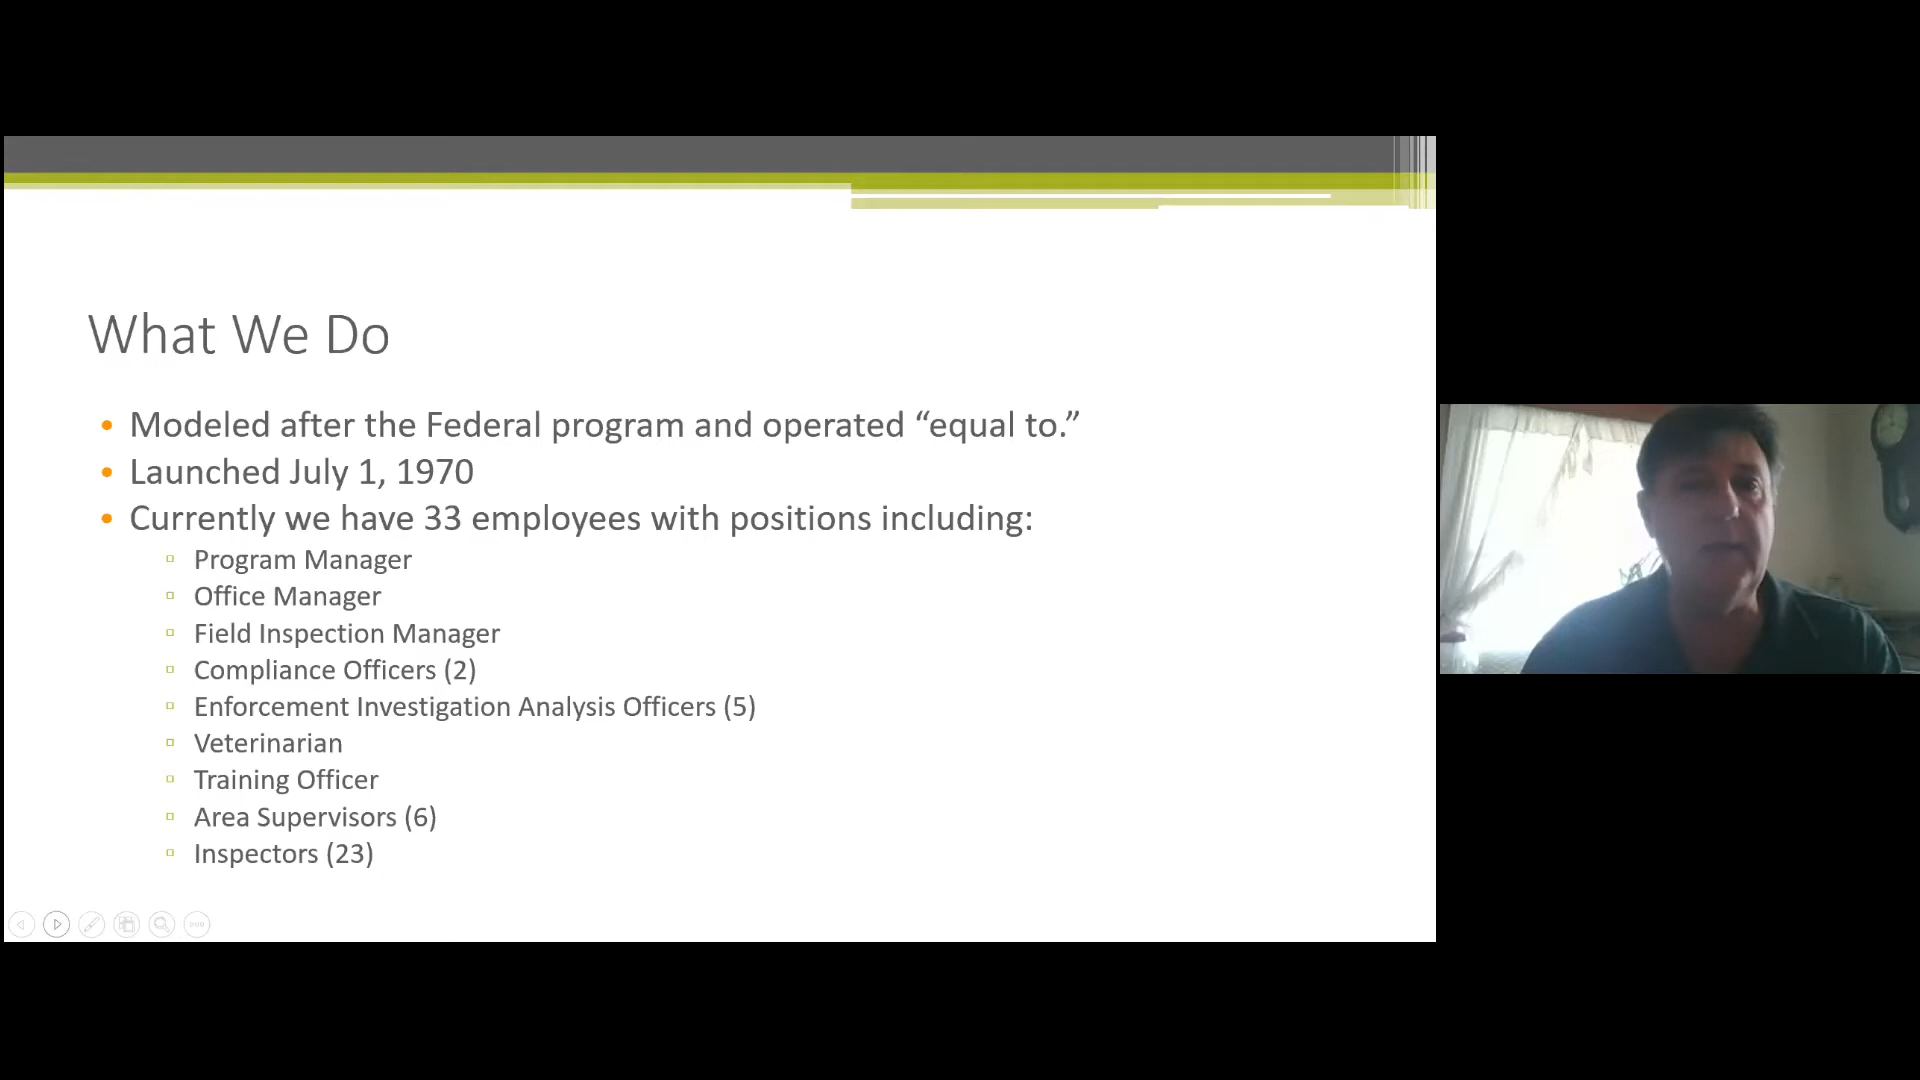 What We Do
• Modeled after the Federal program and operated “equal to.”
• Launched July 1, 1970
• Currently we have 33 employees with positions including:
▫ Program Manager
▫ Office Manager
▫ Field Inspection Manager
▫ Compliance Officers (2)
▫ Enforcement Investigation Analysis Officers (5)
▫ Veterinarian
▫ Training Officer
▫ Area Supervisors (6)
▫ Inspectors (23)